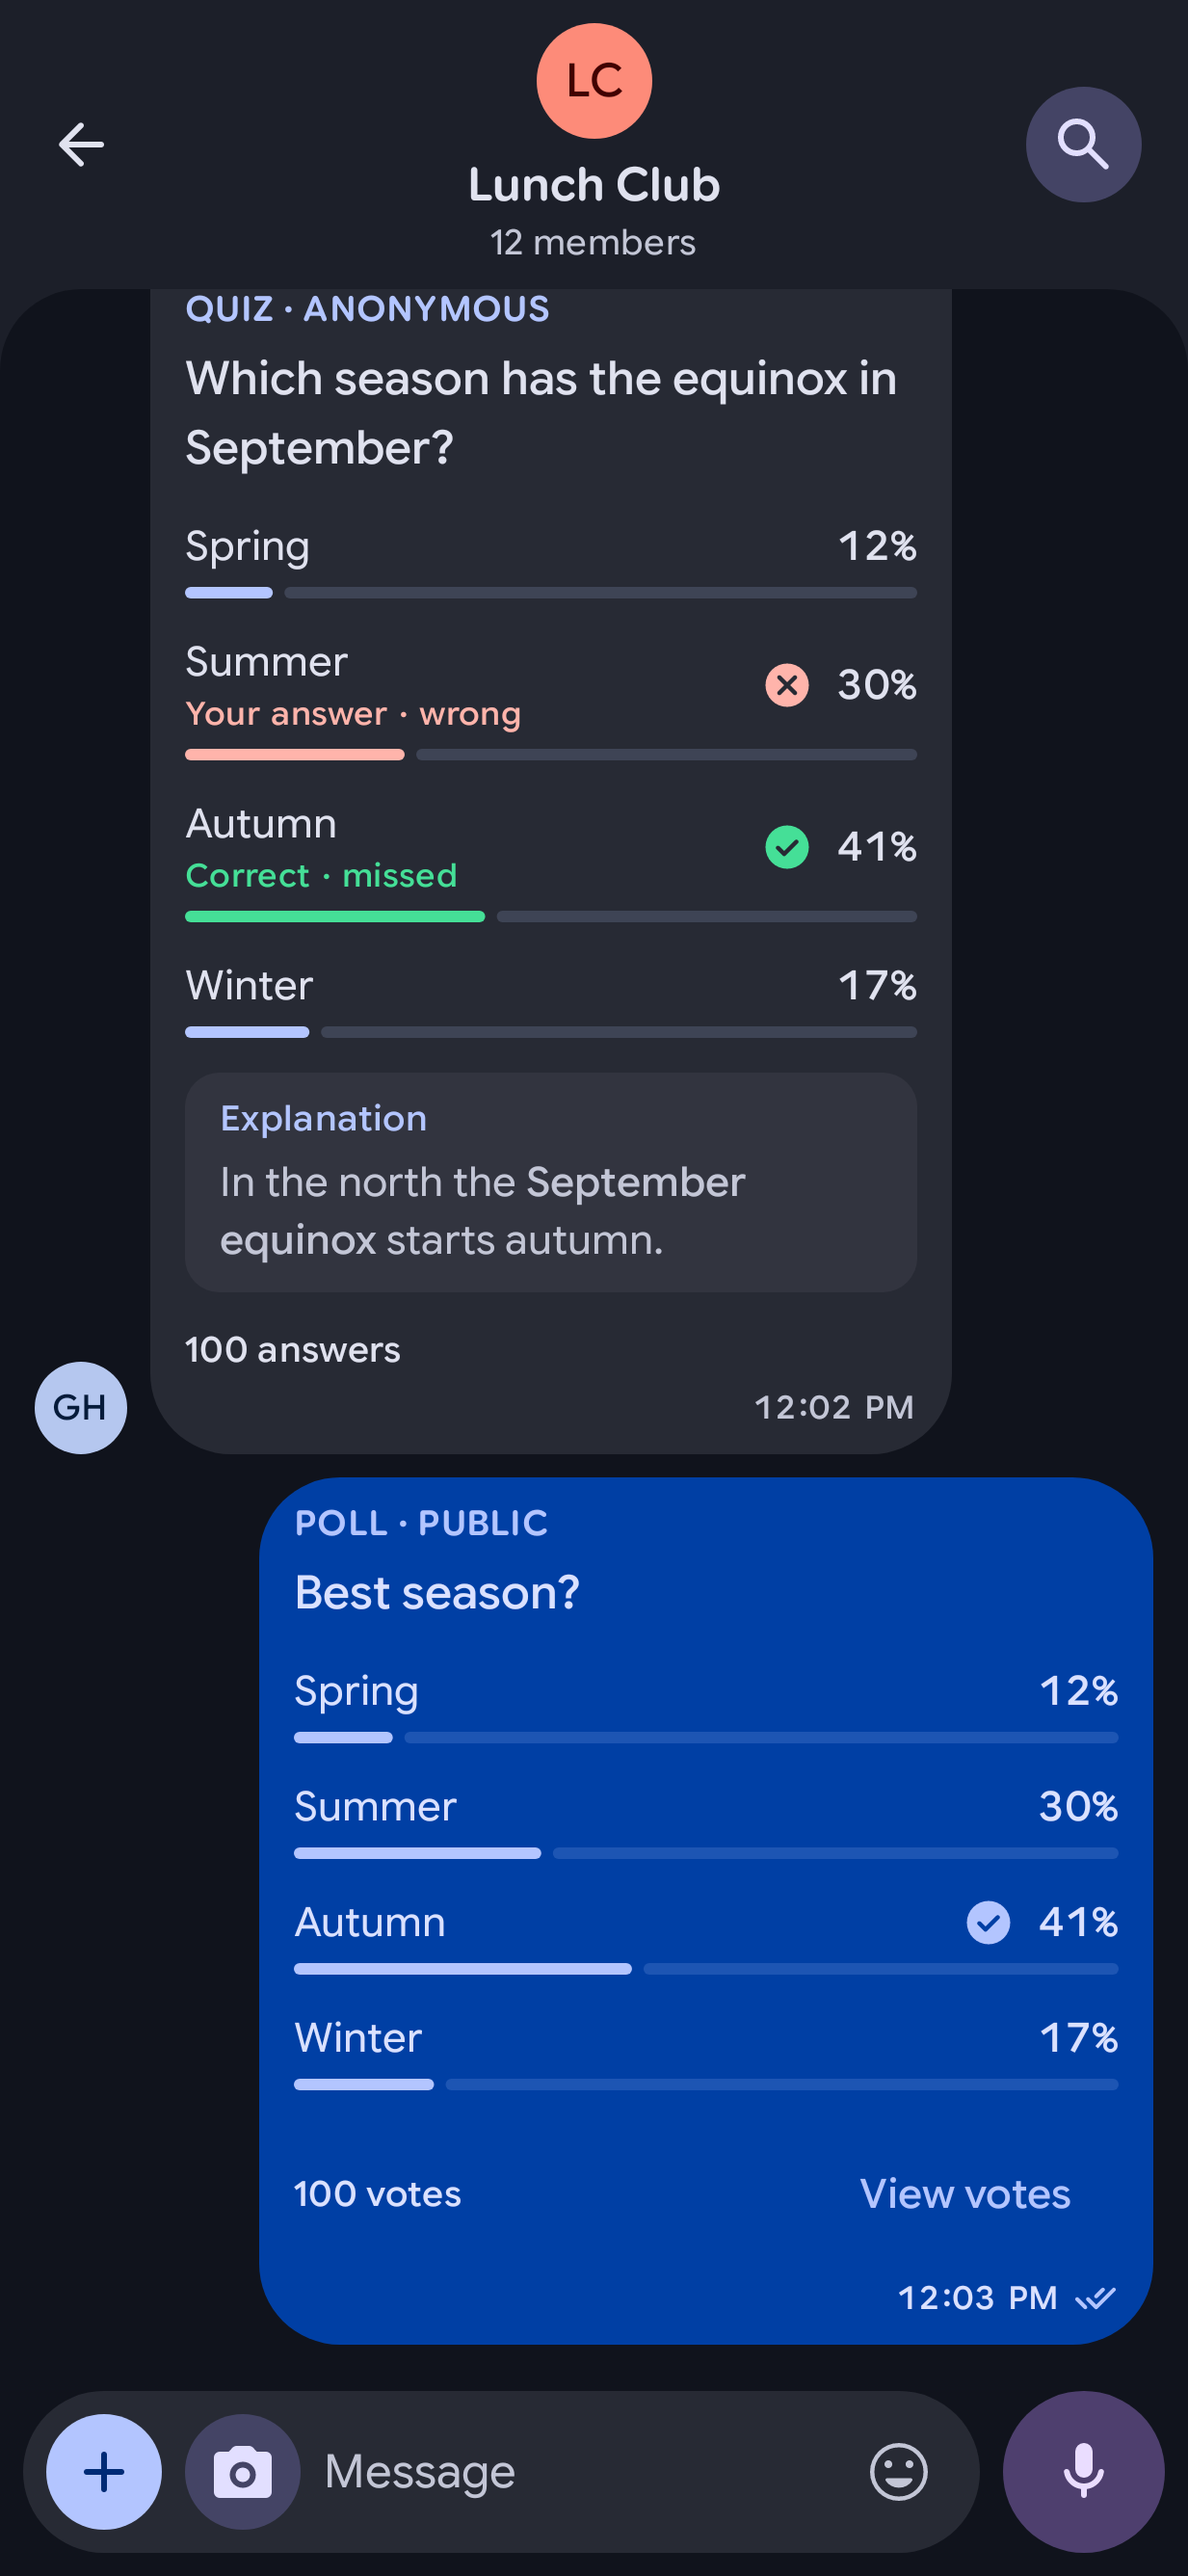 LC
Lunch Club
12 members
QUIZ · ANONYMOUS
Which season has the equinox in
September?
Spring 12%
Summer 30%
Your answer · wrong
Autumn 41%
Correct · missed
Winter 17%
Explanation
In the north the September
equinox starts autumn.
100 answers
GH
12:02 PM
POLL · PUBLIC
Best season?
Spring 12%
Summer 30%
Autumn 41%
Winter 17%
100 votes View votes
12:03 PM
Message